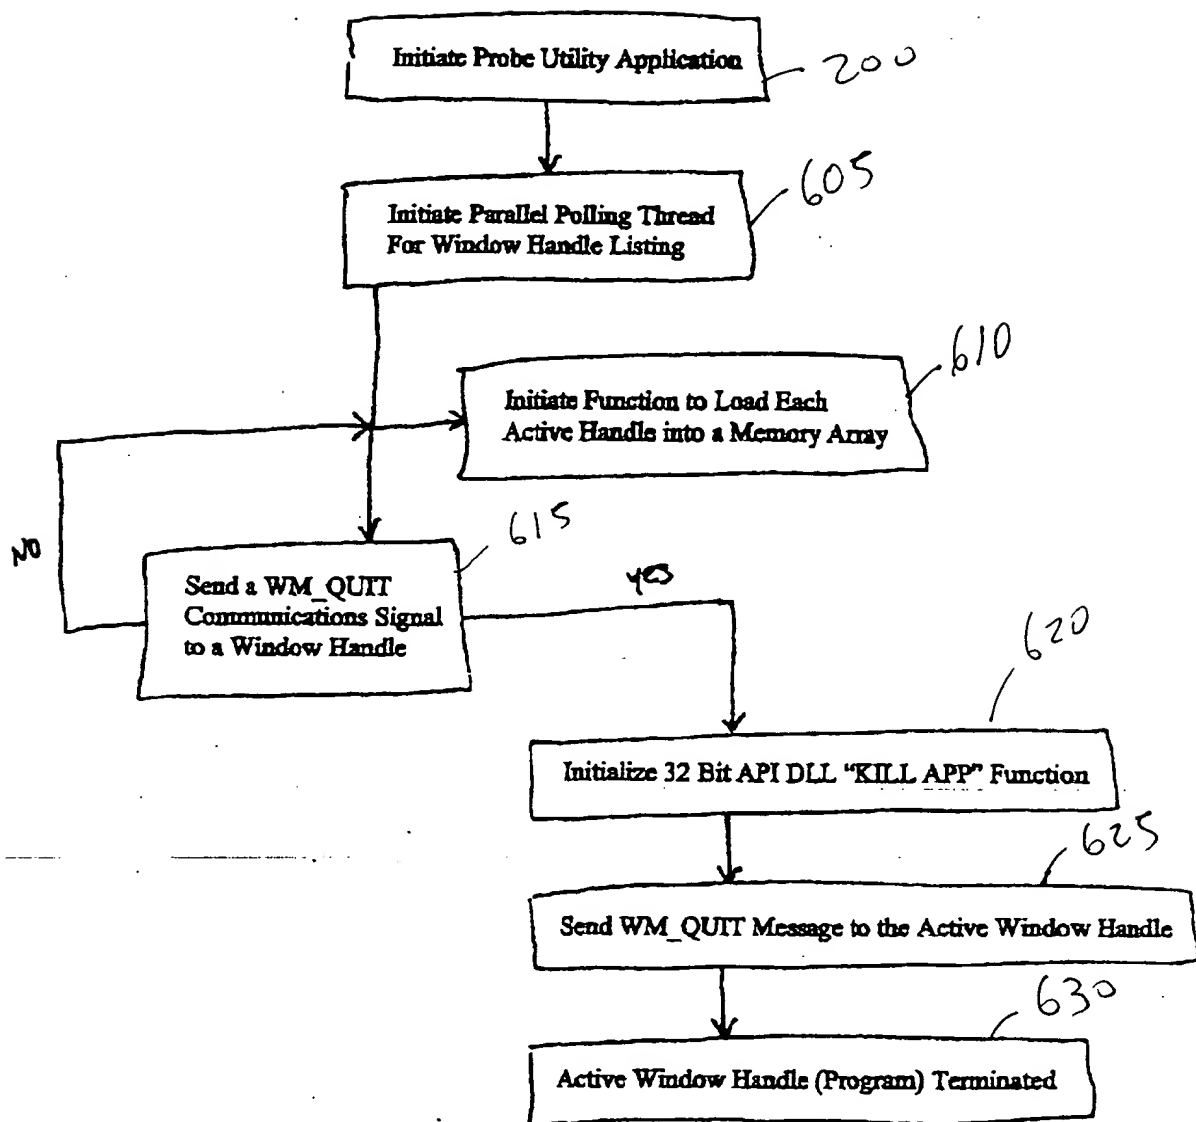 Initiate Probe Utility Application
200
Initiate Parallel Polling Thread
For Window Handle Listing
605
Initiate Function to Load Each
Active Handle into a Memory Array
610
NO
Send a WM_QUIT
Communications Signal
to a Window Handle
615
yes
620
Initialize 32 Bit API DLL “KILL APP” Function
625
Send WM_QUIT Message to the Active Window Handle
630
Active Window Handle (Program) Terminated